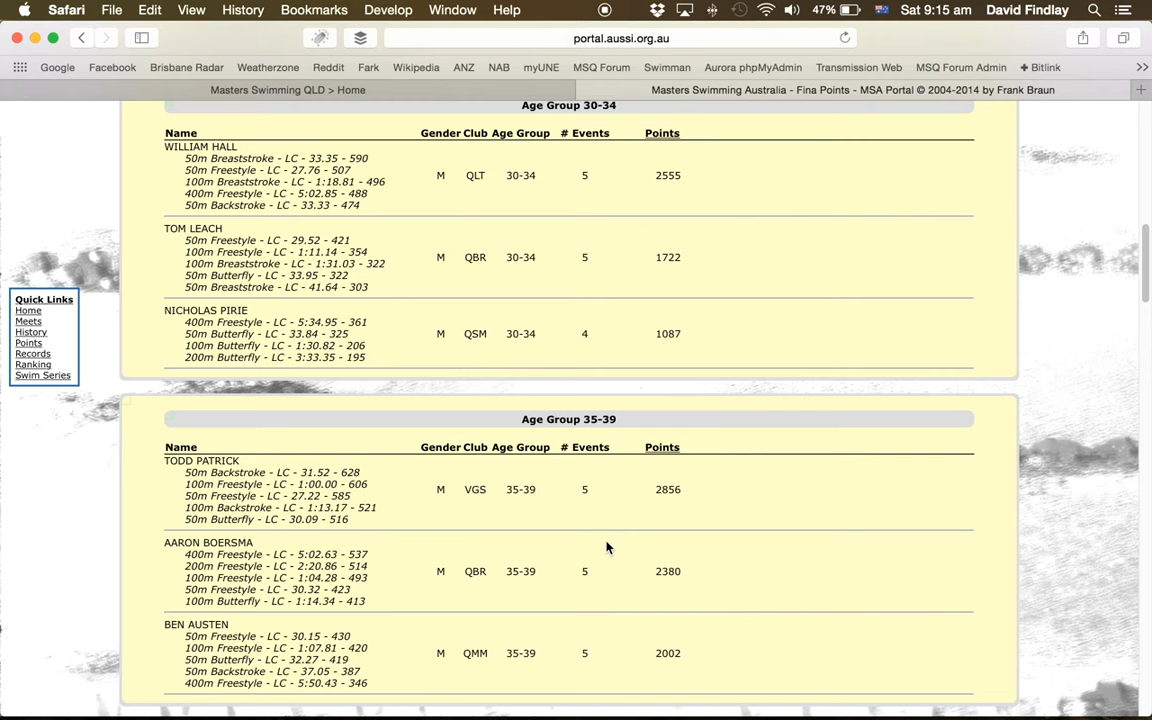 Safari File Edit View History Bookmarks Develop Window Help 47% Sat 9:15 am David Findlay
portal.aussi.org.au
Google Facebook Brisbane Radar Weatherzone Reddit Fark Wikipedia ANZ NAB myUNE MSQ Forum Swimman Aurora phpMyAdmin Transmission Web MSQ Forum Admin + Bitlink >>
Masters Swimming QLD > Home Masters Swimming Australia - Fina Points - MSA Portal © 2004-2014 by Frank Braun +
Age Group 30-34
Name Gender Club Age Group # Events Points
WILLIAM HALL
50m Breaststroke - LC - 33.35 - 590
50m Freestyle - LC - 27.76 - 507
100m Breaststroke - LC - 1:18.81 - 496
M QLT 30-34 5 2555
400m Freestyle - LC - 5:02.85 - 488
50m Backstroke - LC - 33.33 - 474
TOM LEACH
50m Freestyle - LC - 29.52 - 421
100m Freestyle - LC - 1:11.14 - 354
100m Breaststroke - LC - 1:31.03 - 322
M QBR 30-34 5 1722
50m Butterfly - LC - 33.95 - 322
50m Breaststroke - LC - 41.64 - 303
NICHOLAS PIRIE
400m Freestyle - LC - 5:34.95 - 361
50m Butterfly - LC - 33.84 - 325
M QSM 30-34 4 1087
100m Butterfly - LC - 1:30.82 - 206
200m Butterfly - LC - 3:33.35 - 195
Quick Links
Home
Meets
History
Points
Records
Ranking
Swim Series
Age Group 35-39
Name Gender Club Age Group # Events Points
TODD PATRICK
50m Backstroke - LC - 31.52 - 628
100m Freestyle - LC - 1:00.00 - 606
50m Freestyle - LC - 27.22 - 585
M VGS 35-39 5 2856
100m Backstroke - LC - 1:13.17 - 521
50m Butterfly - LC - 30.09 - 516
AARON BOERSMA
400m Freestyle - LC - 5:02.63 - 537
200m Freestyle - LC - 2:20.86 - 514
100m Freestyle - LC - 1:04.28 - 493
M QBR 35-39 5 2380
50m Freestyle - LC - 30.32 - 423
100m Butterfly - LC - 1:14.34 - 413
BEN AUSTEN
50m Freestyle - LC - 30.15 - 430
100m Freestyle - LC - 1:07.81 - 420
50m Butterfly - LC - 32.27 - 419
M QMM 35-39 5 2002
50m Backstroke - LC - 37.05 - 387
400m Freestyle - LC - 5:50.43 - 346